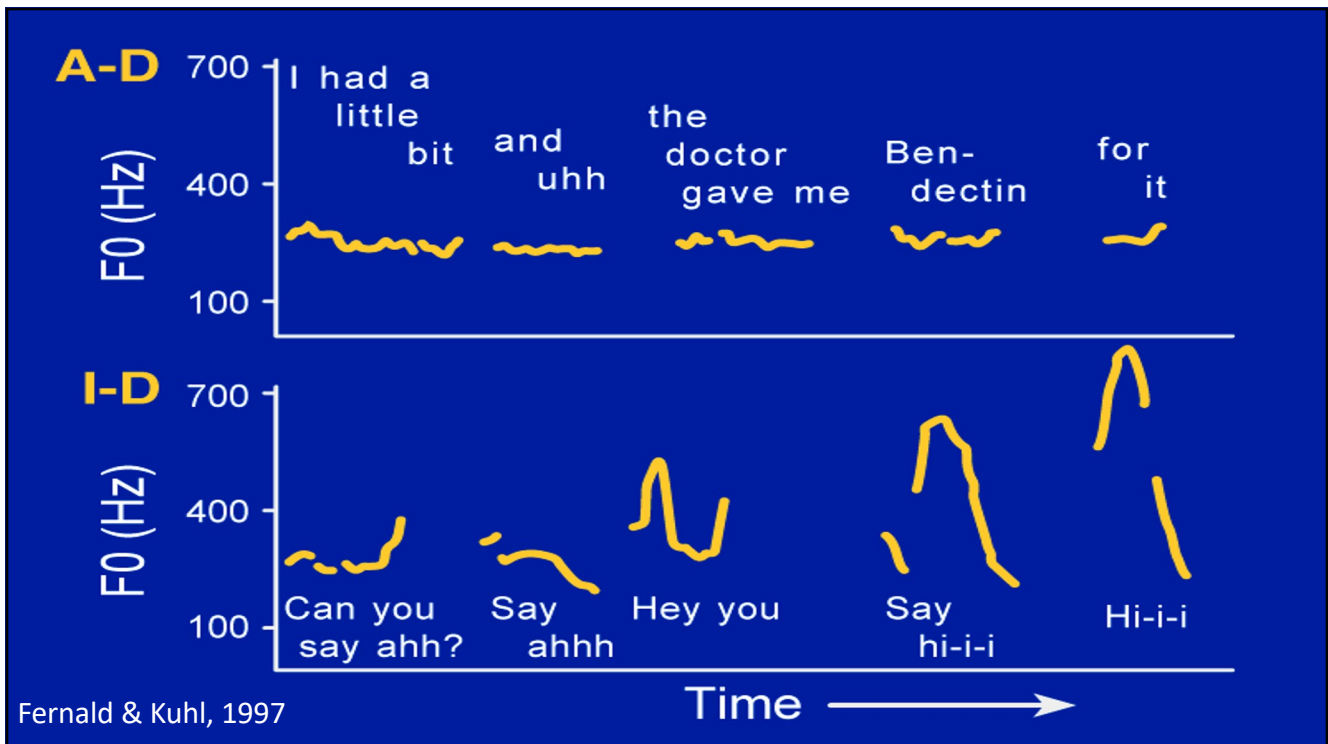 A-D
F0 (Hz)
700
400
100
I had a
little
bit
and
uhh
the
doctor
gave me
Ben-
dectin
for
it
I-D
F0 (Hz)
700
400
100
Can you
say ahh?
Say
ahhh
Hey you
Say
hi-i-i
Hi-i-i
Time
Fernald & Kuhl, 1997